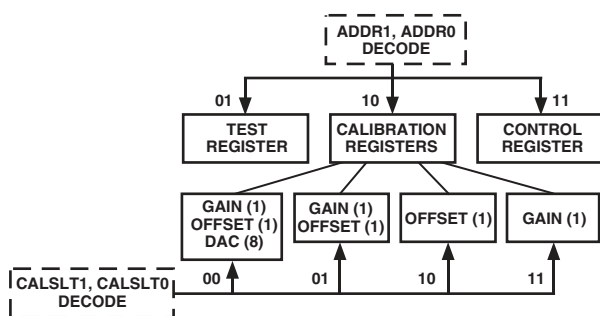 ADDR1, ADDR0
DECODE
01
10
11
TEST
REGISTER
CALIBRATION
REGISTERS
CONTROL
REGISTER
GAIN (1)
OFFSET (1)
DAC (8)
GAIN (1)
OFFSET (1)
OFFSET (1)
GAIN (1)
CALSLT1, CALSLT0
DECODE
00
01
10
11